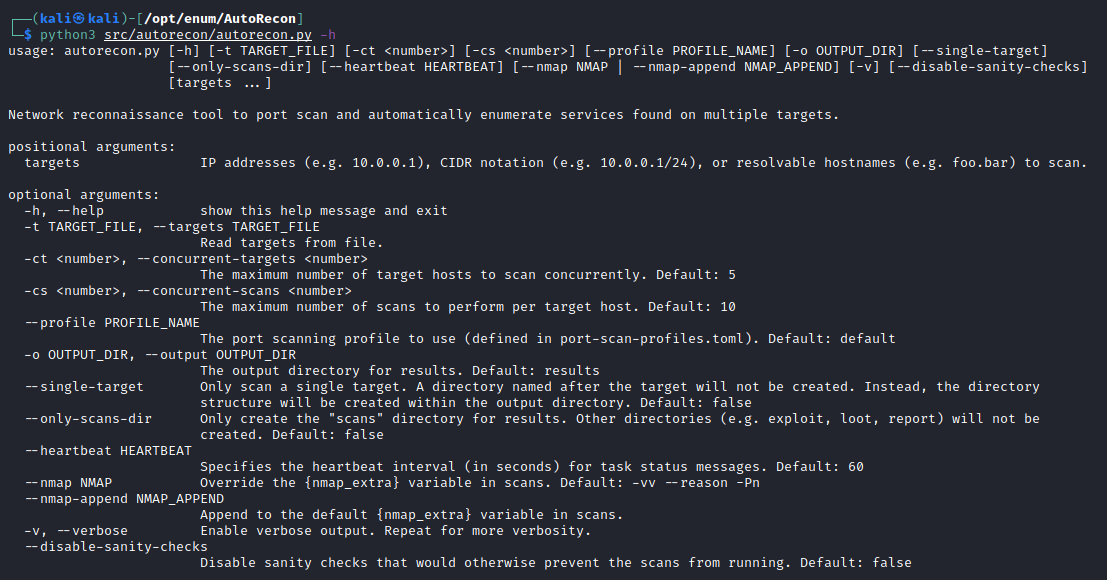 ┌──(kali㉿kali)-[/opt/enum/AutoRecon]
└─$ python3 src/autorecon/autorecon.py -h
usage: autorecon.py [-h] [-t TARGET_FILE] [-ct <number>] [-cs <number>] [--profile PROFILE_NAME] [-o OUTPUT_DIR] [--single-target]
                    [--only-scans-dir] [--heartbeat HEARTBEAT] [--nmap NMAP | --nmap-append NMAP_APPEND] [-v] [--disable-sanity-checks]
                    [targets ...]

Network reconnaissance tool to port scan and automatically enumerate services found on multiple targets.

positional arguments:
  targets               IP addresses (e.g. 10.0.0.1), CIDR notation (e.g. 10.0.0.1/24), or resolvable hostnames (e.g. foo.bar) to scan.

optional arguments:
  -h, --help            show this help message and exit
  -t TARGET_FILE, --targets TARGET_FILE
                        Read targets from file.
  -ct <number>, --concurrent-targets <number>
                        The maximum number of target hosts to scan concurrently. Default: 5
  -cs <number>, --concurrent-scans <number>
                        The maximum number of scans to perform per target host. Default: 10
  --profile PROFILE_NAME
                        The port scanning profile to use (defined in port-scan-profiles.toml). Default: default
  -o OUTPUT_DIR, --output OUTPUT_DIR
                        The output directory for results. Default: results
  --single-target       Only scan a single target. A directory named after the target will not be created. Instead, the directory
                        structure will be created within the output directory. Default: false
  --only-scans-dir      Only create the "scans" directory for results. Other directories (e.g. exploit, loot, report) will not be
                        created. Default: false
  --heartbeat HEARTBEAT
                        Specifies the heartbeat interval (in seconds) for task status messages. Default: 60
  --nmap NMAP           Override the {nmap_extra} variable in scans. Default: -vv --reason -Pn
  --nmap-append NMAP_APPEND
                        Append to the default {nmap_extra} variable in scans.
  -v, --verbose         Enable verbose output. Repeat for more verbosity.
  --disable-sanity-checks
                        Disable sanity checks that would otherwise prevent the scans from running. Default: false